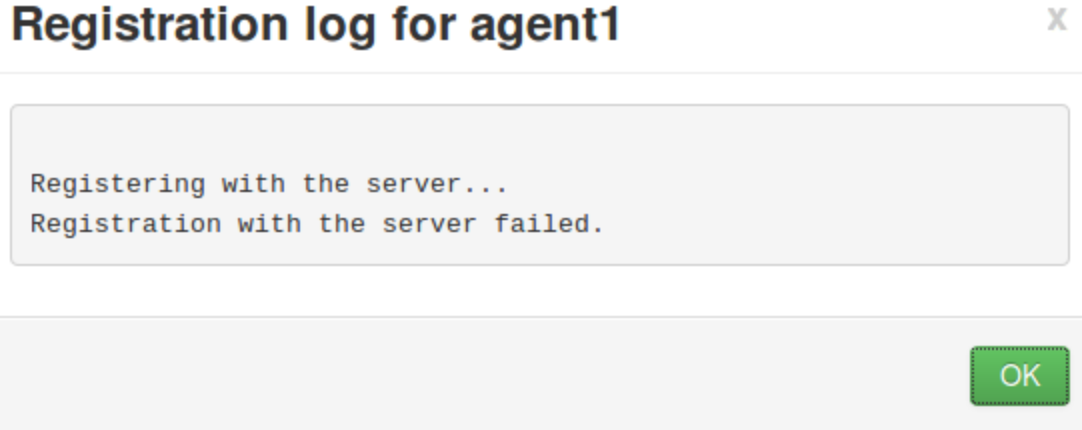 Registration log for agent1
x
Registering with the server...
Registration with the server failed.
OK